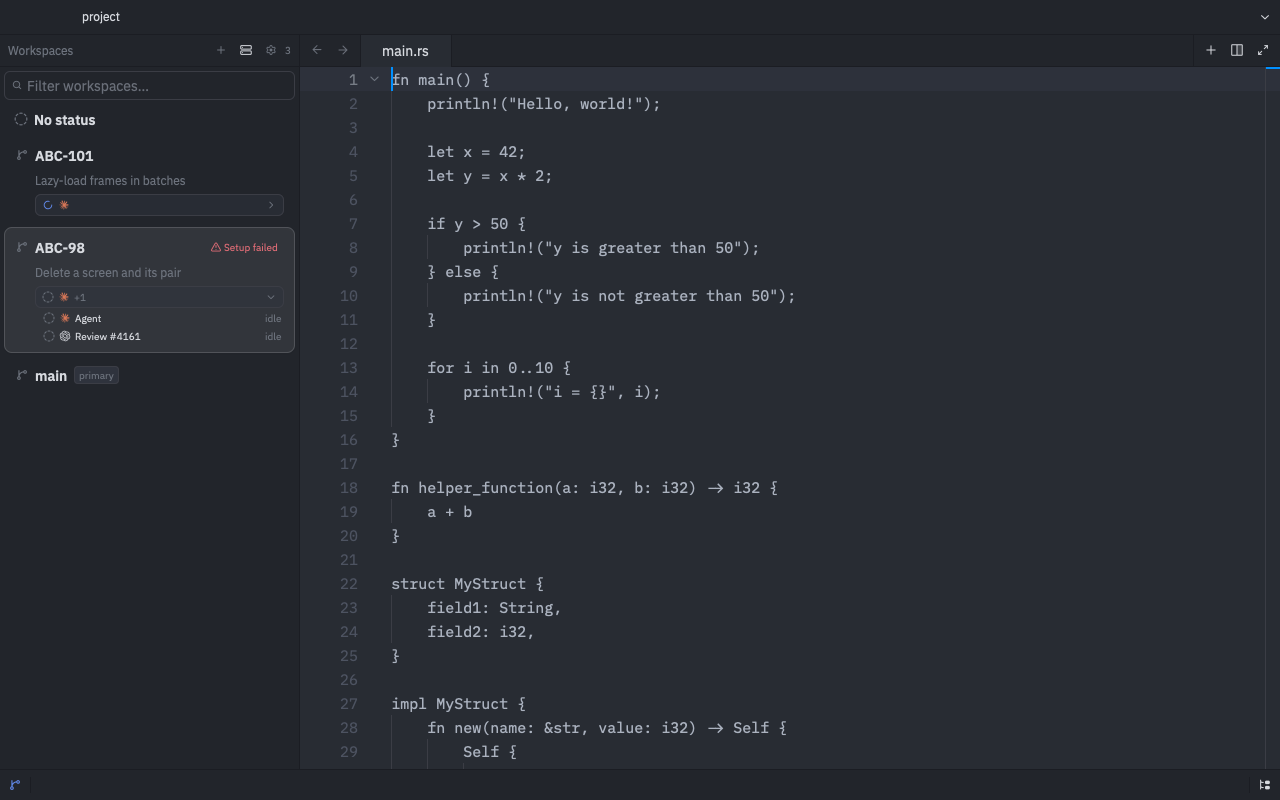 project
Workspaces
3
main.rs
Filter workspaces...
No status
ABC-101
Lazy-load frames in batches
ABC-98
Setup failed
Delete a screen and its pair
+1
Agent
idle
Review #4161
idle
main
primary
1 fn main() {
2     println!("Hello, world!");
3
4     let x = 42;
5     let y = x * 2;
6
7     if y > 50 {
8         println!("y is greater than 50");
9     } else {
10         println!("y is not greater than 50");
11     }
12
13     for i in 0..10 {
14         println!("i = {}", i);
15     }
16 }
17
18 fn helper_function(a: i32, b: i32) -> i32 {
19     a + b
20 }
21
22 struct MyStruct {
23     field1: String,
24     field2: i32,
25 }
26
27 impl MyStruct {
28     fn new(name: &str, value: i32) -> Self {
29         Self {